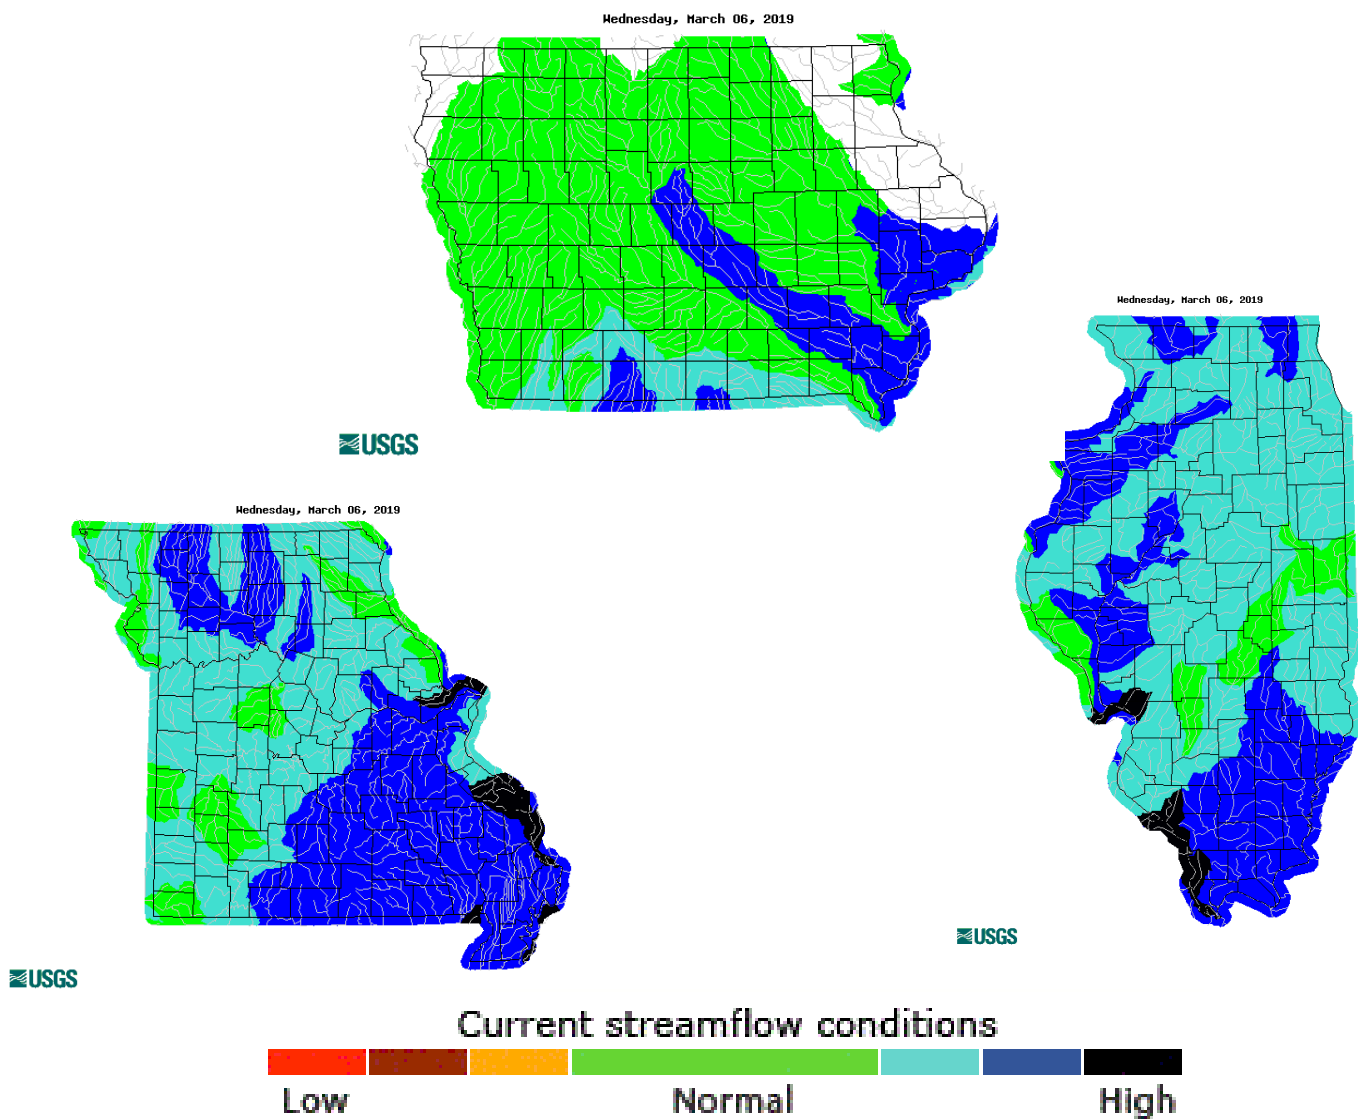 Wednesday, March 06, 2019
Wednesday, March 06, 2019
USGS
Wednesday, March 06, 2019
USGS
USGS
Current streamflow conditions
Low Normal High